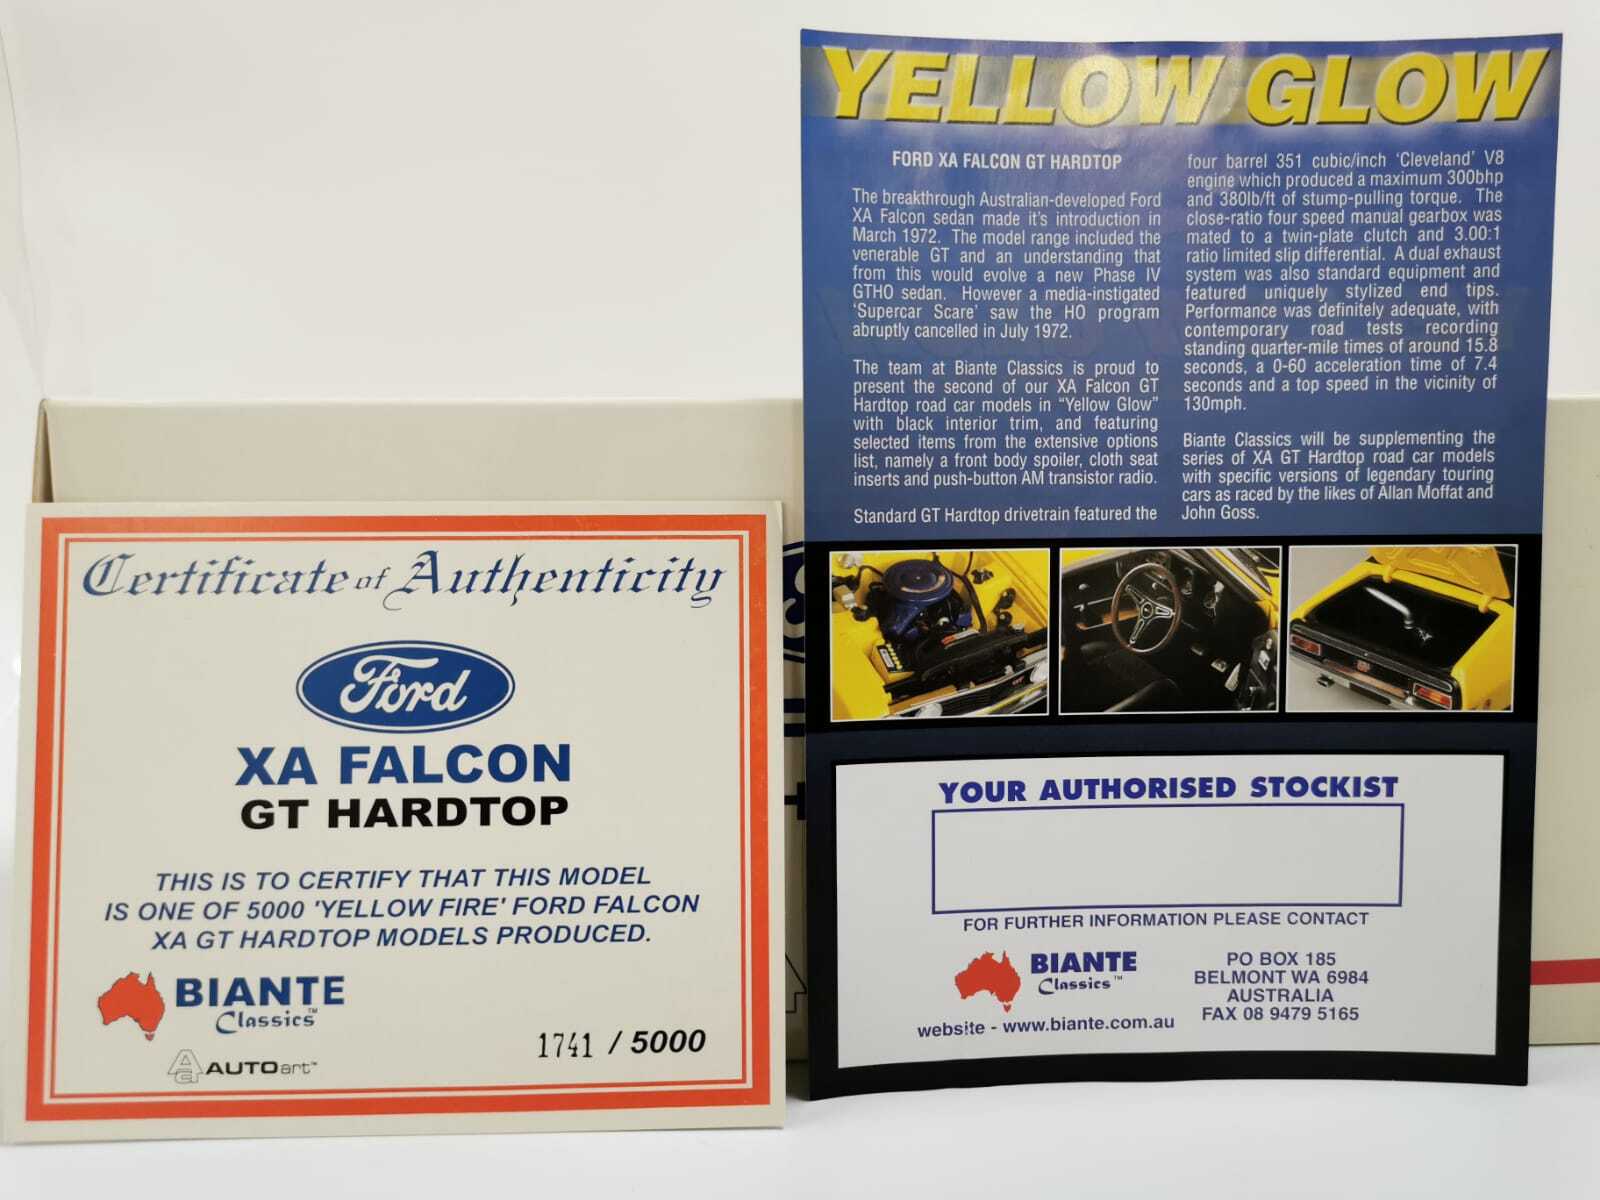 Certificate of Authenticity
Ford
XA FALCON
GT HARDTOP
THIS IS TO CERTIFY THAT THIS MODEL
IS ONE OF 5000 'YELLOW FIRE' FORD FALCON
XA GT HARDTOP MODELS PRODUCED.
BIANTE
Classics™
AUTOart™
1741 / 5000
YELLOW GLOW
FORD XA FALCON GT HARDTOP
The breakthrough Australian-developed Ford
XA Falcon sedan made it's introduction in
March 1972. The model range included the
venerable GT and an understanding that
from this would evolve a new Phase IV
GTHO sedan. However a media-instigated
'Supercar Scare' saw the HO program
abruptly cancelled in July 1972.
The team at Biante Classics is proud to
present the second of our XA Falcon GT
Hardtop road car models in "Yellow Glow"
with black interior trim, and featuring
selected items from the extensive options
list, namely a front body spoiler, cloth seat
inserts and push-button AM transistor radio.
Standard GT Hardtop drivetrain featured the
four barrel 351 cubic/inch 'Cleveland' V8
engine which produced a maximum 300bhp
and 380lb/ft of stump-pulling torque. The
close-ratio four speed manual gearbox was
mated to a twin-plate clutch and 3.00:1
ratio limited slip differential. A dual exhaust
system was also standard equipment and
featured uniquely stylized end tips.
Performance was definitely adequate, with
contemporary road tests recording
standing quarter-mile times of around 15.8
seconds, a 0-60 acceleration time of 7.4
seconds and a top speed in the vicinity of
130mph.
Biante Classics will be supplementing the
series of XA GT Hardtop road car models
with specific versions of legendary touring
cars as raced by the likes of Allan Moffat and
John Goss.
YOUR AUTHORISED STOCKIST
FOR FURTHER INFORMATION PLEASE CONTACT
BIANTE
Classics™
website - www.biante.com.au
PO BOX 185
BELMONT WA 6984
AUSTRALIA
FAX 08 9479 5165